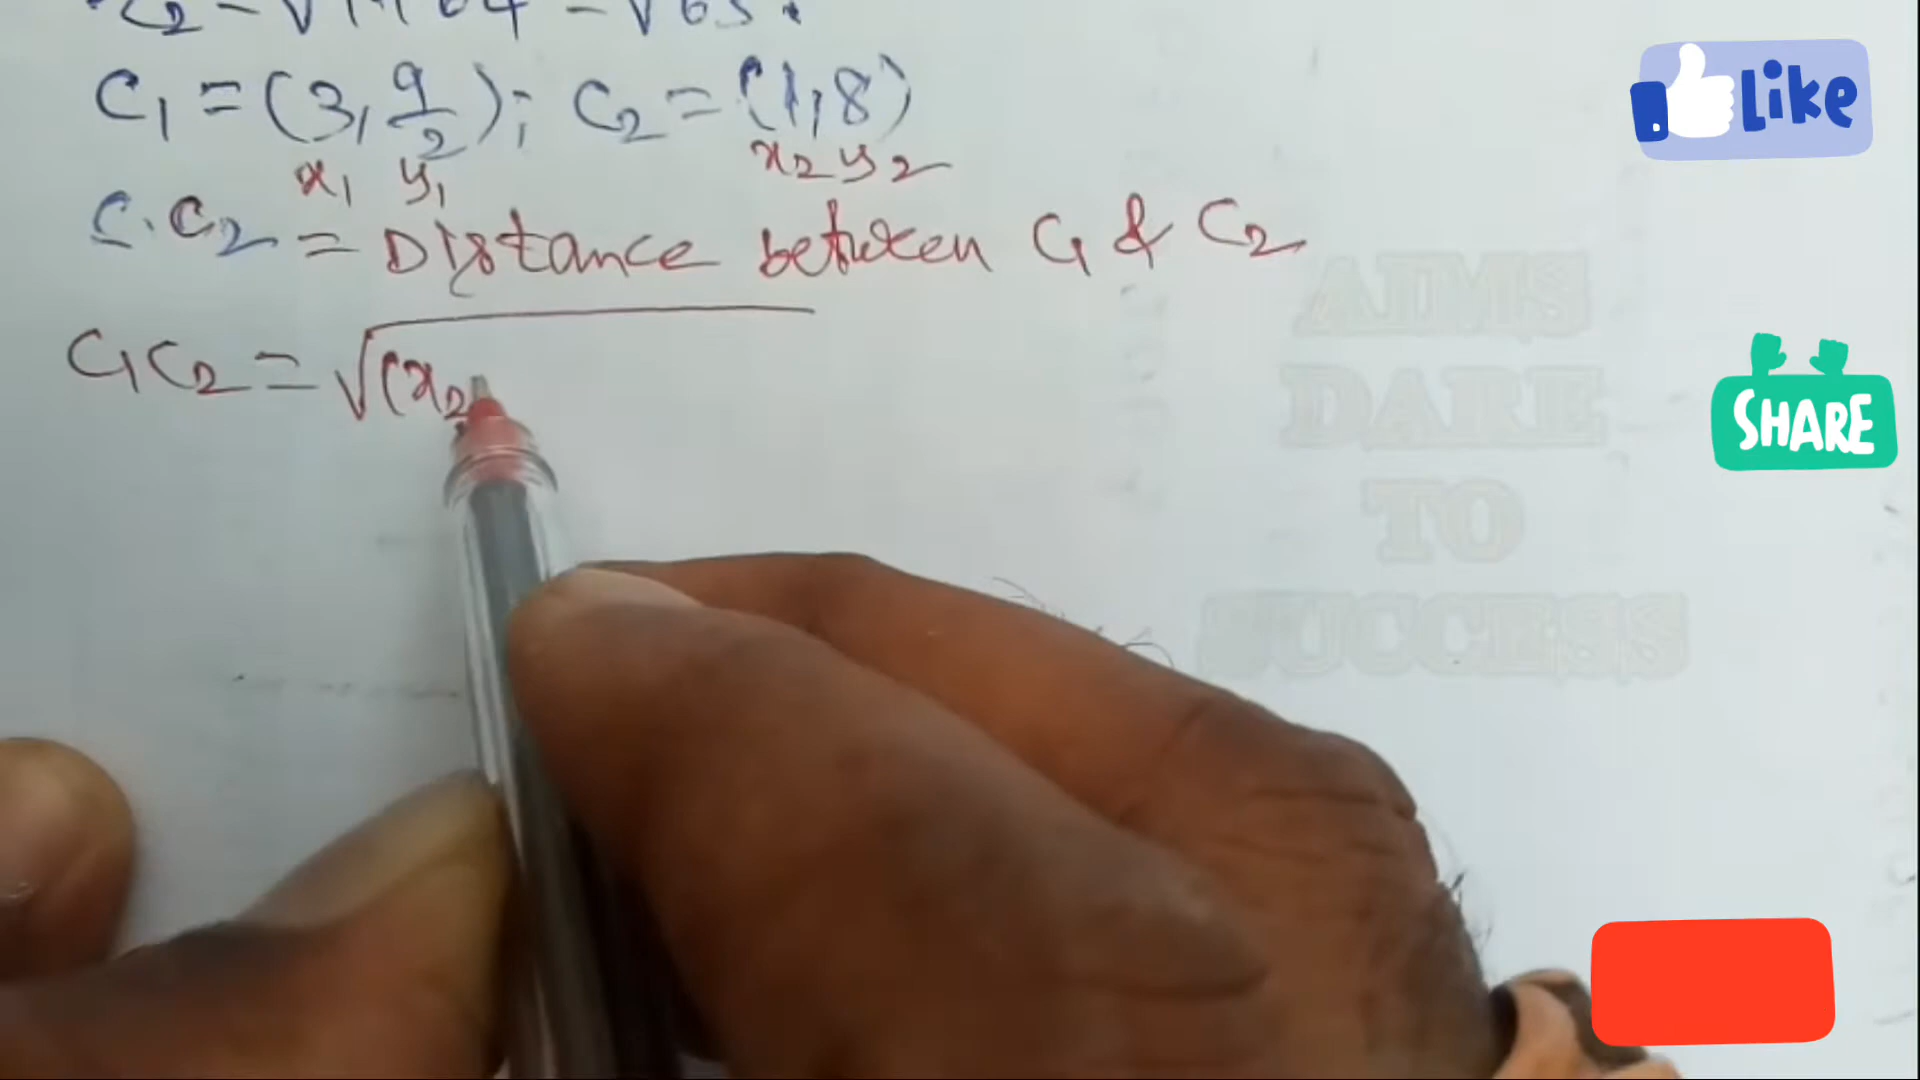 C₁ = (3, 9/2); C₂ = (1, 8)
x₁ y₁ x₂ y₂
C₁C₂ = Distance between C₁ & C₂
C₁C₂ = √(x₂
Like
SHARE
AIMS
DARE
TO
SUCCESS